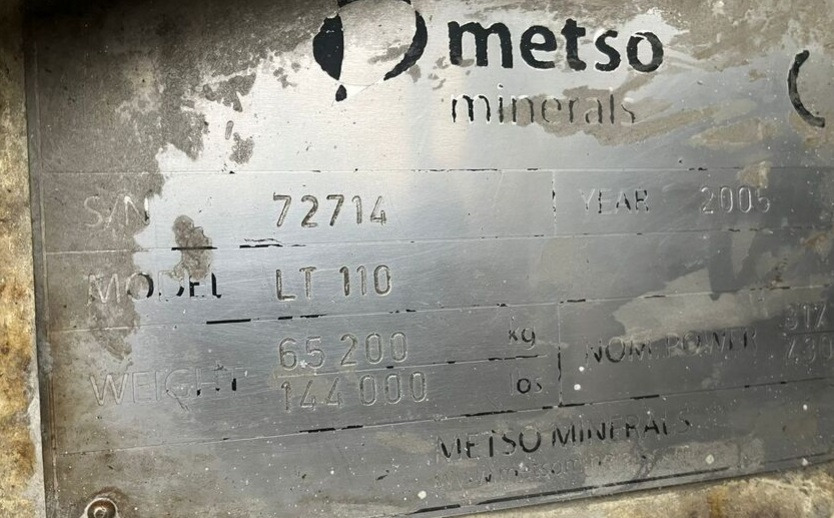 metso
minerals
S/N 72714 YEAR 2005
MODEL LT 110
65 200 kg
WEIGHT 144 000 lbs
NOM. POWER
METSO MINERALS